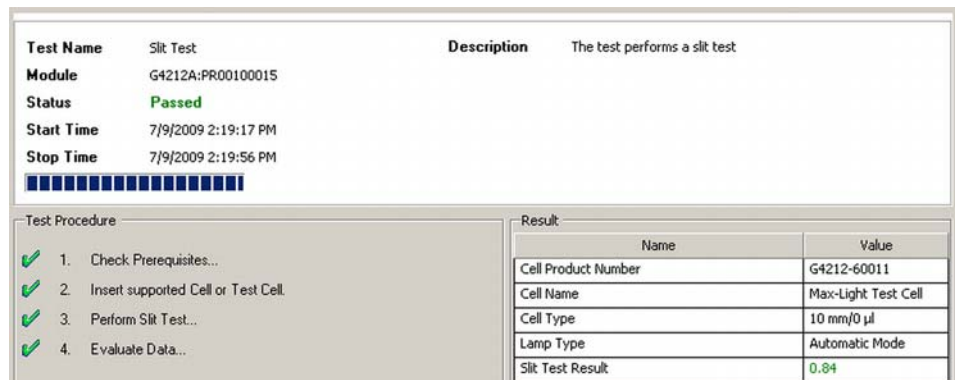 Test Name Slit Test Description The test performs a slit test
Module G4212A:PR00100015
Status Passed
Start Time 7/9/2009 2:19:17 PM
Stop Time 7/9/2009 2:19:56 PM
Test Procedure
1. Check Prerequisites...
2. Insert supported Cell or Test Cell.
3. Perform Slit Test...
4. Evaluate Data...
Result
Name Value
Cell Product Number G4212-60011
Cell Name Max-Light Test Cell
Cell Type 10 mm/0 µl
Lamp Type Automatic Mode
Slit Test Result 0.84